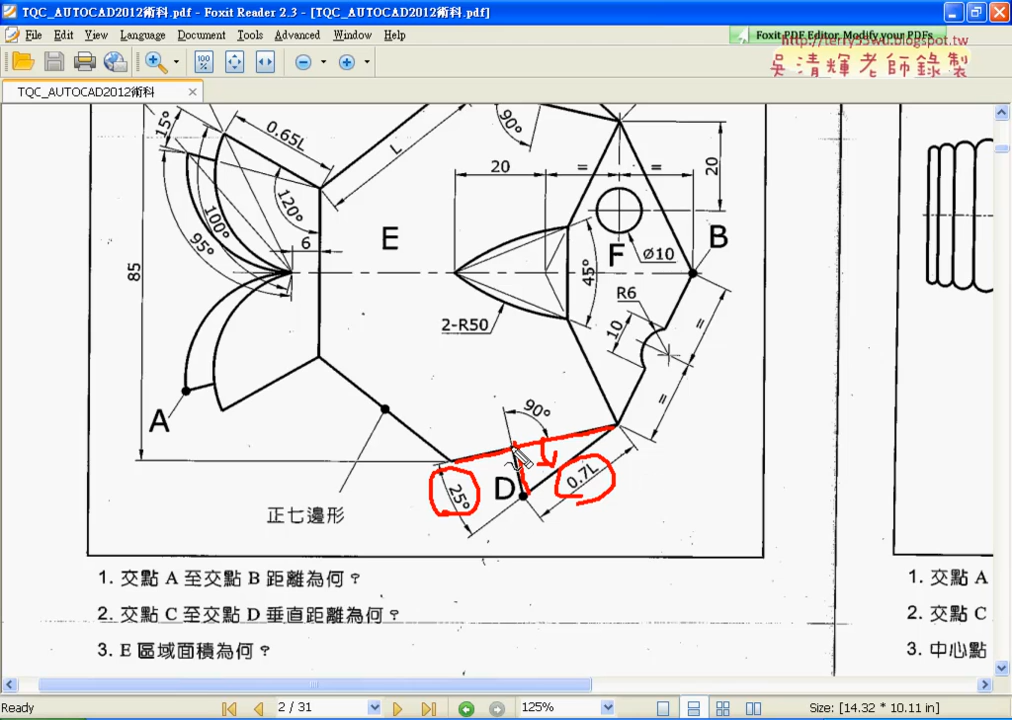 TQC_AUTOCAD2012術科.pdf - Foxit Reader 2.3 - [TQC_AUTOCAD2012術科.pdf]
File Edit View Language Documents Tools Advanced Window Help
Foxit PDF Editor, Modify your PDFs
http://terry55wu.blogspot.tw
吳清輝老師錄製
TQC_AUTOCAD2012術科
15°
0.65L
L
90°
20
=
=
20
120°
100°
95°
6
E
F
B
Ø10
45°
85
2-R50
R6
10
=
=
A
90°
25°
D
0.7L
正七邊形
1. 交點 A 至交點 B 距離為何?
2. 交點 C 至交點 D 垂直距離為何?
3. E 區域面積為何?
1. 交點 A
2. 交點 C
3. 中心點
Ready
2 / 31
125%
Size: [14.32 * 10.11 in]